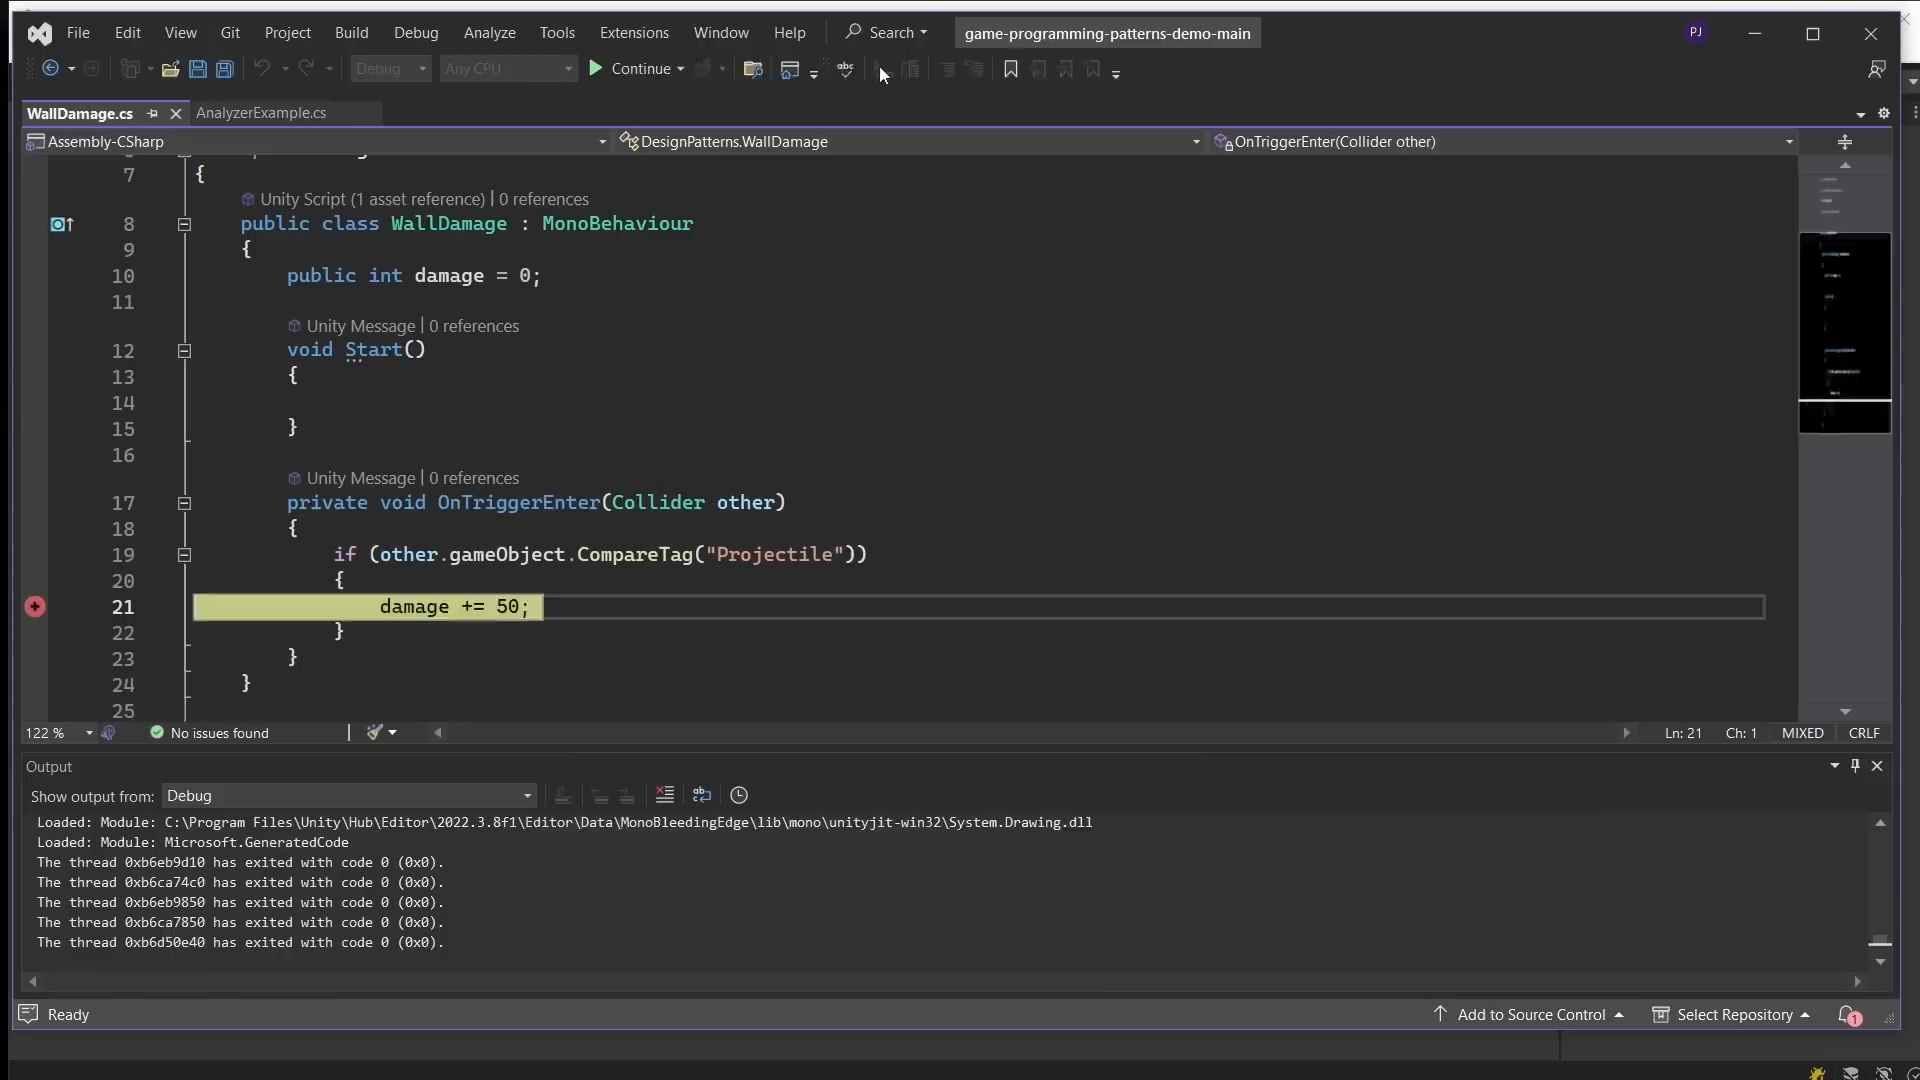 File Edit View Git Project Build Debug Analyze Tools Extensions Window Help Search game-programming-patterns-demo-main PJ
Debug Any CPU Continue abc
WallDamage.cs AnalyzerExample.cs
Assembly-CSharp DesignPatterns.WallDamage OnTriggerEnter(Collider other)
7 {
Unity Script (1 asset reference) | 0 references
8 public class WallDamage : MonoBehaviour
9 {
10 public int damage = 0;
11
Unity Message | 0 references
12 void Start()
13 {
14
15 }
16
Unity Message | 0 references
17 private void OnTriggerEnter(Collider other)
18 {
19 if (other.gameObject.CompareTag("Projectile"))
20 {
21 damage += 50;
22 }
23 }
24 }
25
122 % No issues found Ln: 21 Ch: 1 MIXED CRLF
Output
Show output from: Debug
Loaded: Module: C:\Program Files\Unity\Hub\Editor\2022.3.8f1\Editor\Data\MonoBleedingEdge\lib\mono\unityjit-win32\System.Drawing.dll
Loaded: Module: Microsoft.GeneratedCode
The thread 0xb6eb9d10 has exited with code 0 (0x0).
The thread 0xb6ca74c0 has exited with code 0 (0x0).
The thread 0xb6eb9850 has exited with code 0 (0x0).
The thread 0xb6ca7850 has exited with code 0 (0x0).
The thread 0xb6d50e40 has exited with code 0 (0x0).
Ready Add to Source Control Select Repository 1